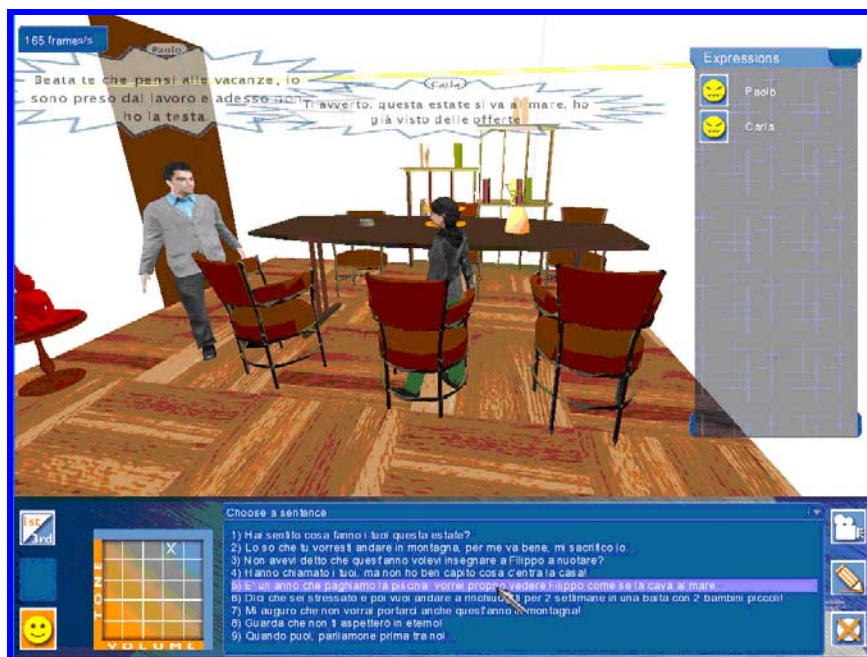 165 frames/s
Paolo
Beata te che pensi alle vacanze, io
sono preso dal lavoro e adesso non
ho la testa.
Carla
Ti avverto, questa estate si va al mare, ho
già visto delle offerte
Expressions
Paolo
Carla
1st
3rd
TONE
X
VOLUME
Choose a sentence
1) Hai sentito cosa fanno i tuoi questa estate?
2) Lo so che tu vorresti andare in montagna, per me va bene, mi sacrifico io...
3) Non avevi detto che quest'anno volevi insegnare a Filippo a nuotare?
4) Hanno chiamato i tuoi, ma non ho ben capito cosa c'entra la casa!
5) E' un anno che paghiamo la piscina: vorrei proprio vedere Filippo come se la cava al mare...
6) Dici che sei stressato e poi vuoi andare a rinchiuderti per 2 settimane in una baita con 2 bambini piccoli!
7) Mi auguro che non vorrai portarci anche quest'anno in montagna!
8) Guarda che non ti aspetterò in eterno!
9) Quando puoi, parliamone prima tra noi...